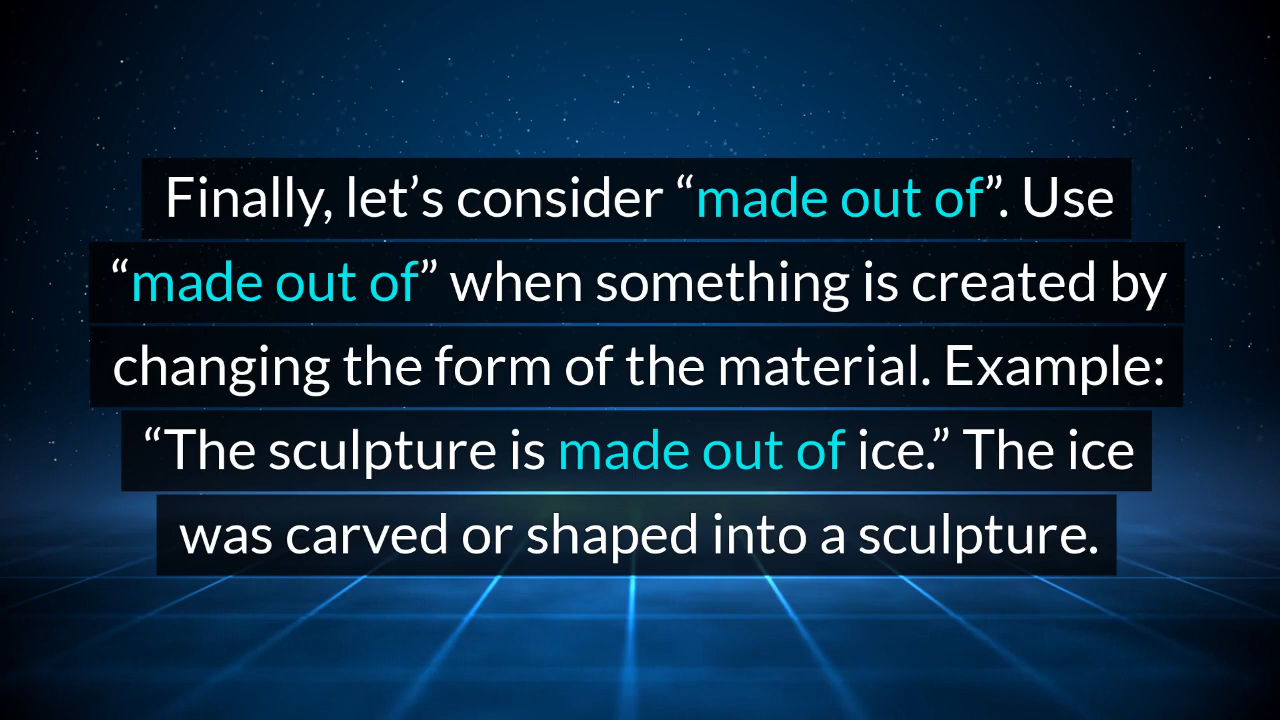 Finally, let’s consider “made out of”. Use
“made out of” when something is created by
changing the form of the material. Example:
“The sculpture is made out of ice.” The ice
was carved or shaped into a sculpture.